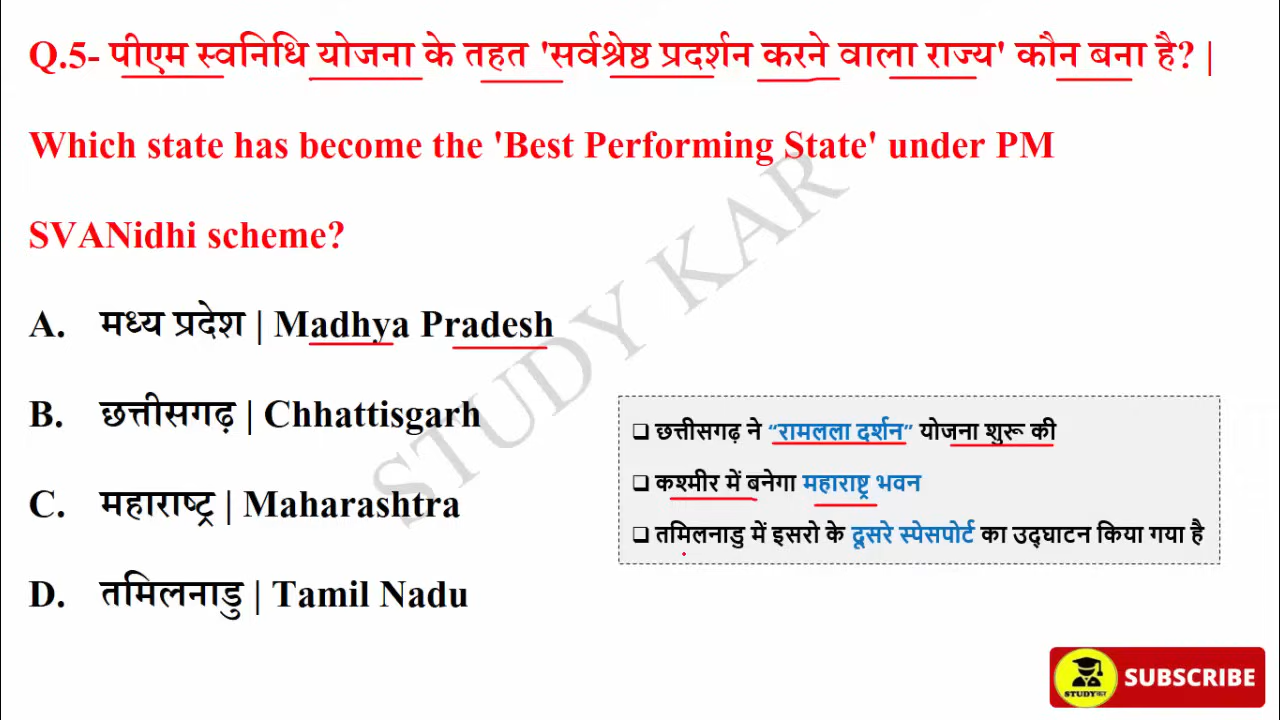 Q.5- पीएम स्वनिधि योजना के तहत 'सर्वश्रेष्ठ प्रदर्शन करने वाला राज्य' कौन बना है? |
Which state has become the 'Best Performing State' under PM
SVANidhi scheme?
A. मध्य प्रदेश | Madhya Pradesh
B. छत्तीसगढ़ | Chhattisgarh
C. महाराष्ट्र | Maharashtra
D. तमिलनाडु | Tamil Nadu
❑ छत्तीसगढ़ ने “रामलला दर्शन” योजना शुरू की
❑ कश्मीर में बनेगा महाराष्ट्र भवन
❑ तमिलनाडु में इसरो के दूसरे स्पेसपोर्ट का उद्घाटन किया गया है
STUDY KAR
STUDYकर
SUBSCRIBE